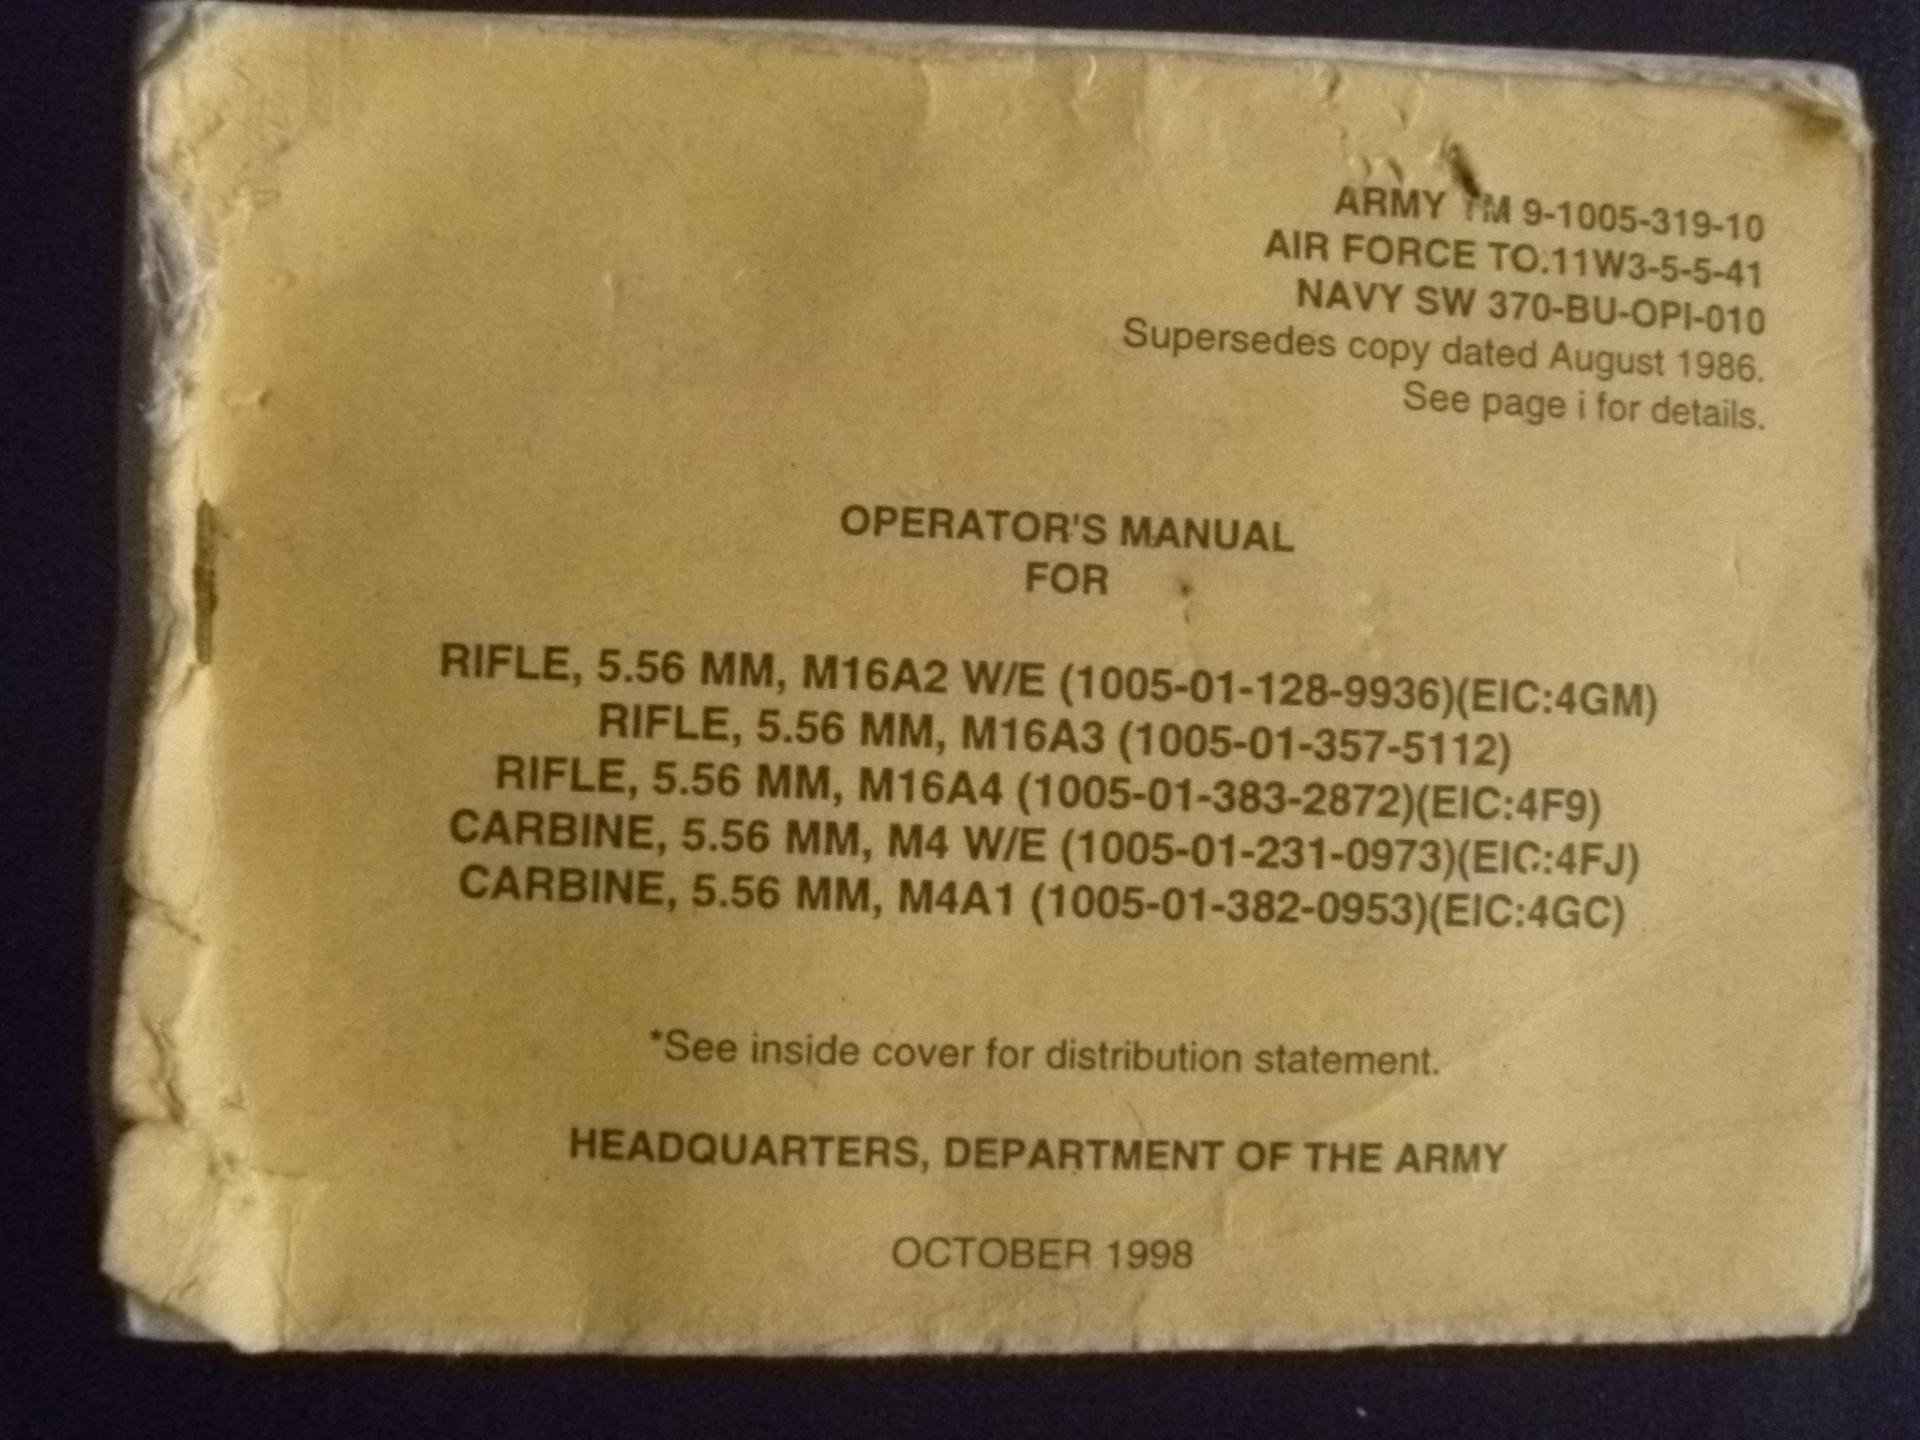 ARMY TM 9-1005-319-10
AIR FORCE TO.11W3-5-5-41
NAVY SW 370-BU-OPI-010
Supersedes copy dated August 1986.
See page i for details.
OPERATOR'S MANUAL
FOR
RIFLE, 5.56 MM, M16A2 W/E (1005-01-128-9936)(EIC:4GM)
RIFLE, 5.56 MM, M16A3 (1005-01-357-5112)
RIFLE, 5.56 MM, M16A4 (1005-01-383-2872)(EIC:4F9)
CARBINE, 5.56 MM, M4 W/E (1005-01-231-0973)(EIC:4FJ)
CARBINE, 5.56 MM, M4A1 (1005-01-382-0953)(EIC:4GC)
*See inside cover for distribution statement.
HEADQUARTERS, DEPARTMENT OF THE ARMY
OCTOBER 1998